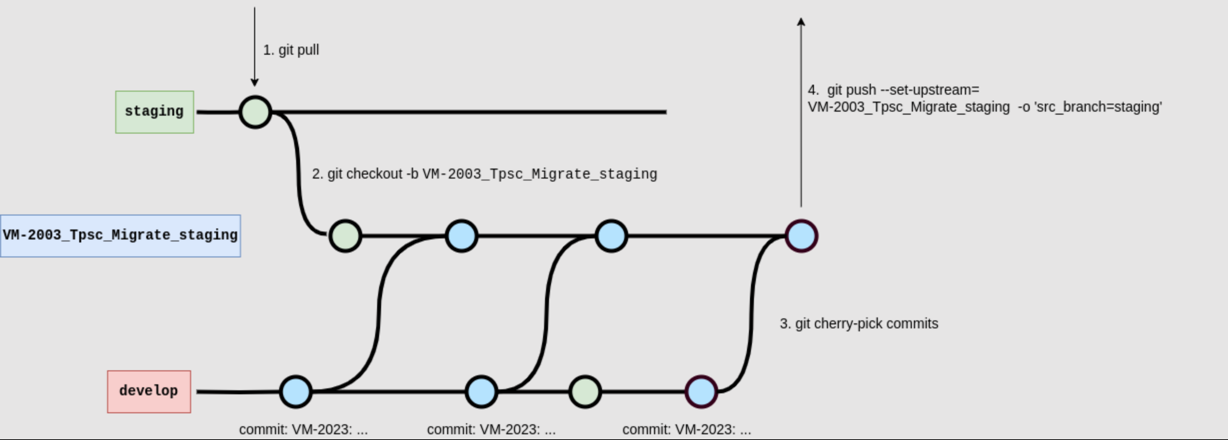 1. git pull
staging
4.  git push --set-upstream=
VM-2003_Tpsc_Migrate_staging  -o 'src_branch=staging'
2. git checkout -b VM-2003_Tpsc_Migrate_staging
VM-2003_Tpsc_Migrate_staging
3. git cherry-pick commits
develop
commit: VM-2023: ...
commit: VM-2023: ...
commit: VM-2023: ...